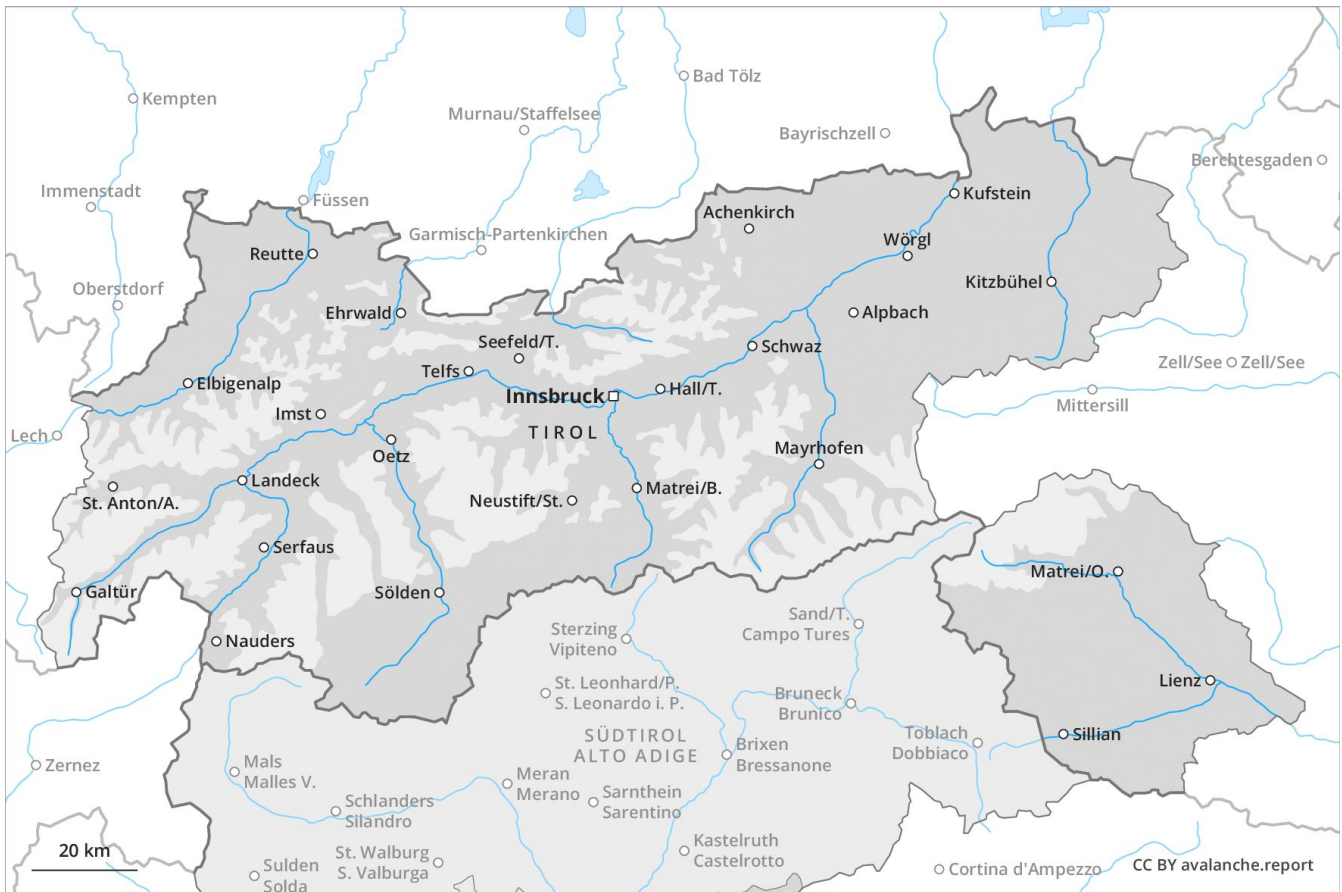 Kempten
Bad Tölz
Murnau/Staffelsee
Bayrischzell
Berchtesgaden
Immenstadt
Füssen
Kufstein
Achenkirch
Garmisch-Partenkirchen
Wörgl
Reutte
Kitzbühel
Oberstdorf
Ehrwald
Alpbach
Seefeld/T.
Schwaz
Telfs
Zell/See
Zell/See
Elbigenalp
Hall/T.
Innsbruck
Mittersill
Imst
TIROL
Lech
Oetz
Mayrhofen
Landeck
Matrei/B.
St. Anton/A.
Neustift/St.
Serfaus
Matrei/O.
Galtür
Sölden
Sand/T.
Campo Tures
Nauders
Sterzing
Vipiteno
Lienz
St. Leonhard/P.
S. Leonardo i. P.
Bruneck
Brunico
Sillian
SÜDTIROL
ALTO ADIGE
Toblach
Dobbiaco
Brixen
Bressanone
Zernez
Mals
Malles V.
Meran
Merano
Sarnthein
Sarentino
Schlanders
Silandro
20 km
Kastelruth
Castelrotto
St. Walburg
S. Valburga
Sulden
Solda
Cortina d'Ampezzo
CC BY avalanche.report